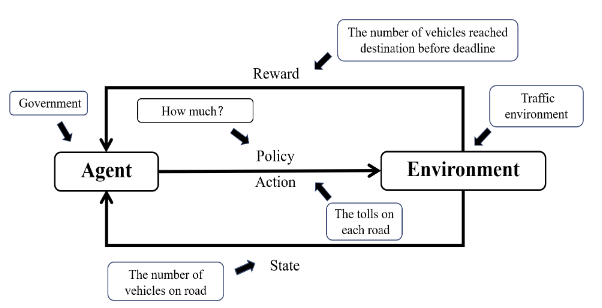 The number of vehicles reached
destination before deadline
Reward
Government
How much?
Traffic
environment
Policy
Agent
Environment
Action
The tolls on
each road
The number of
vehicles on road
State